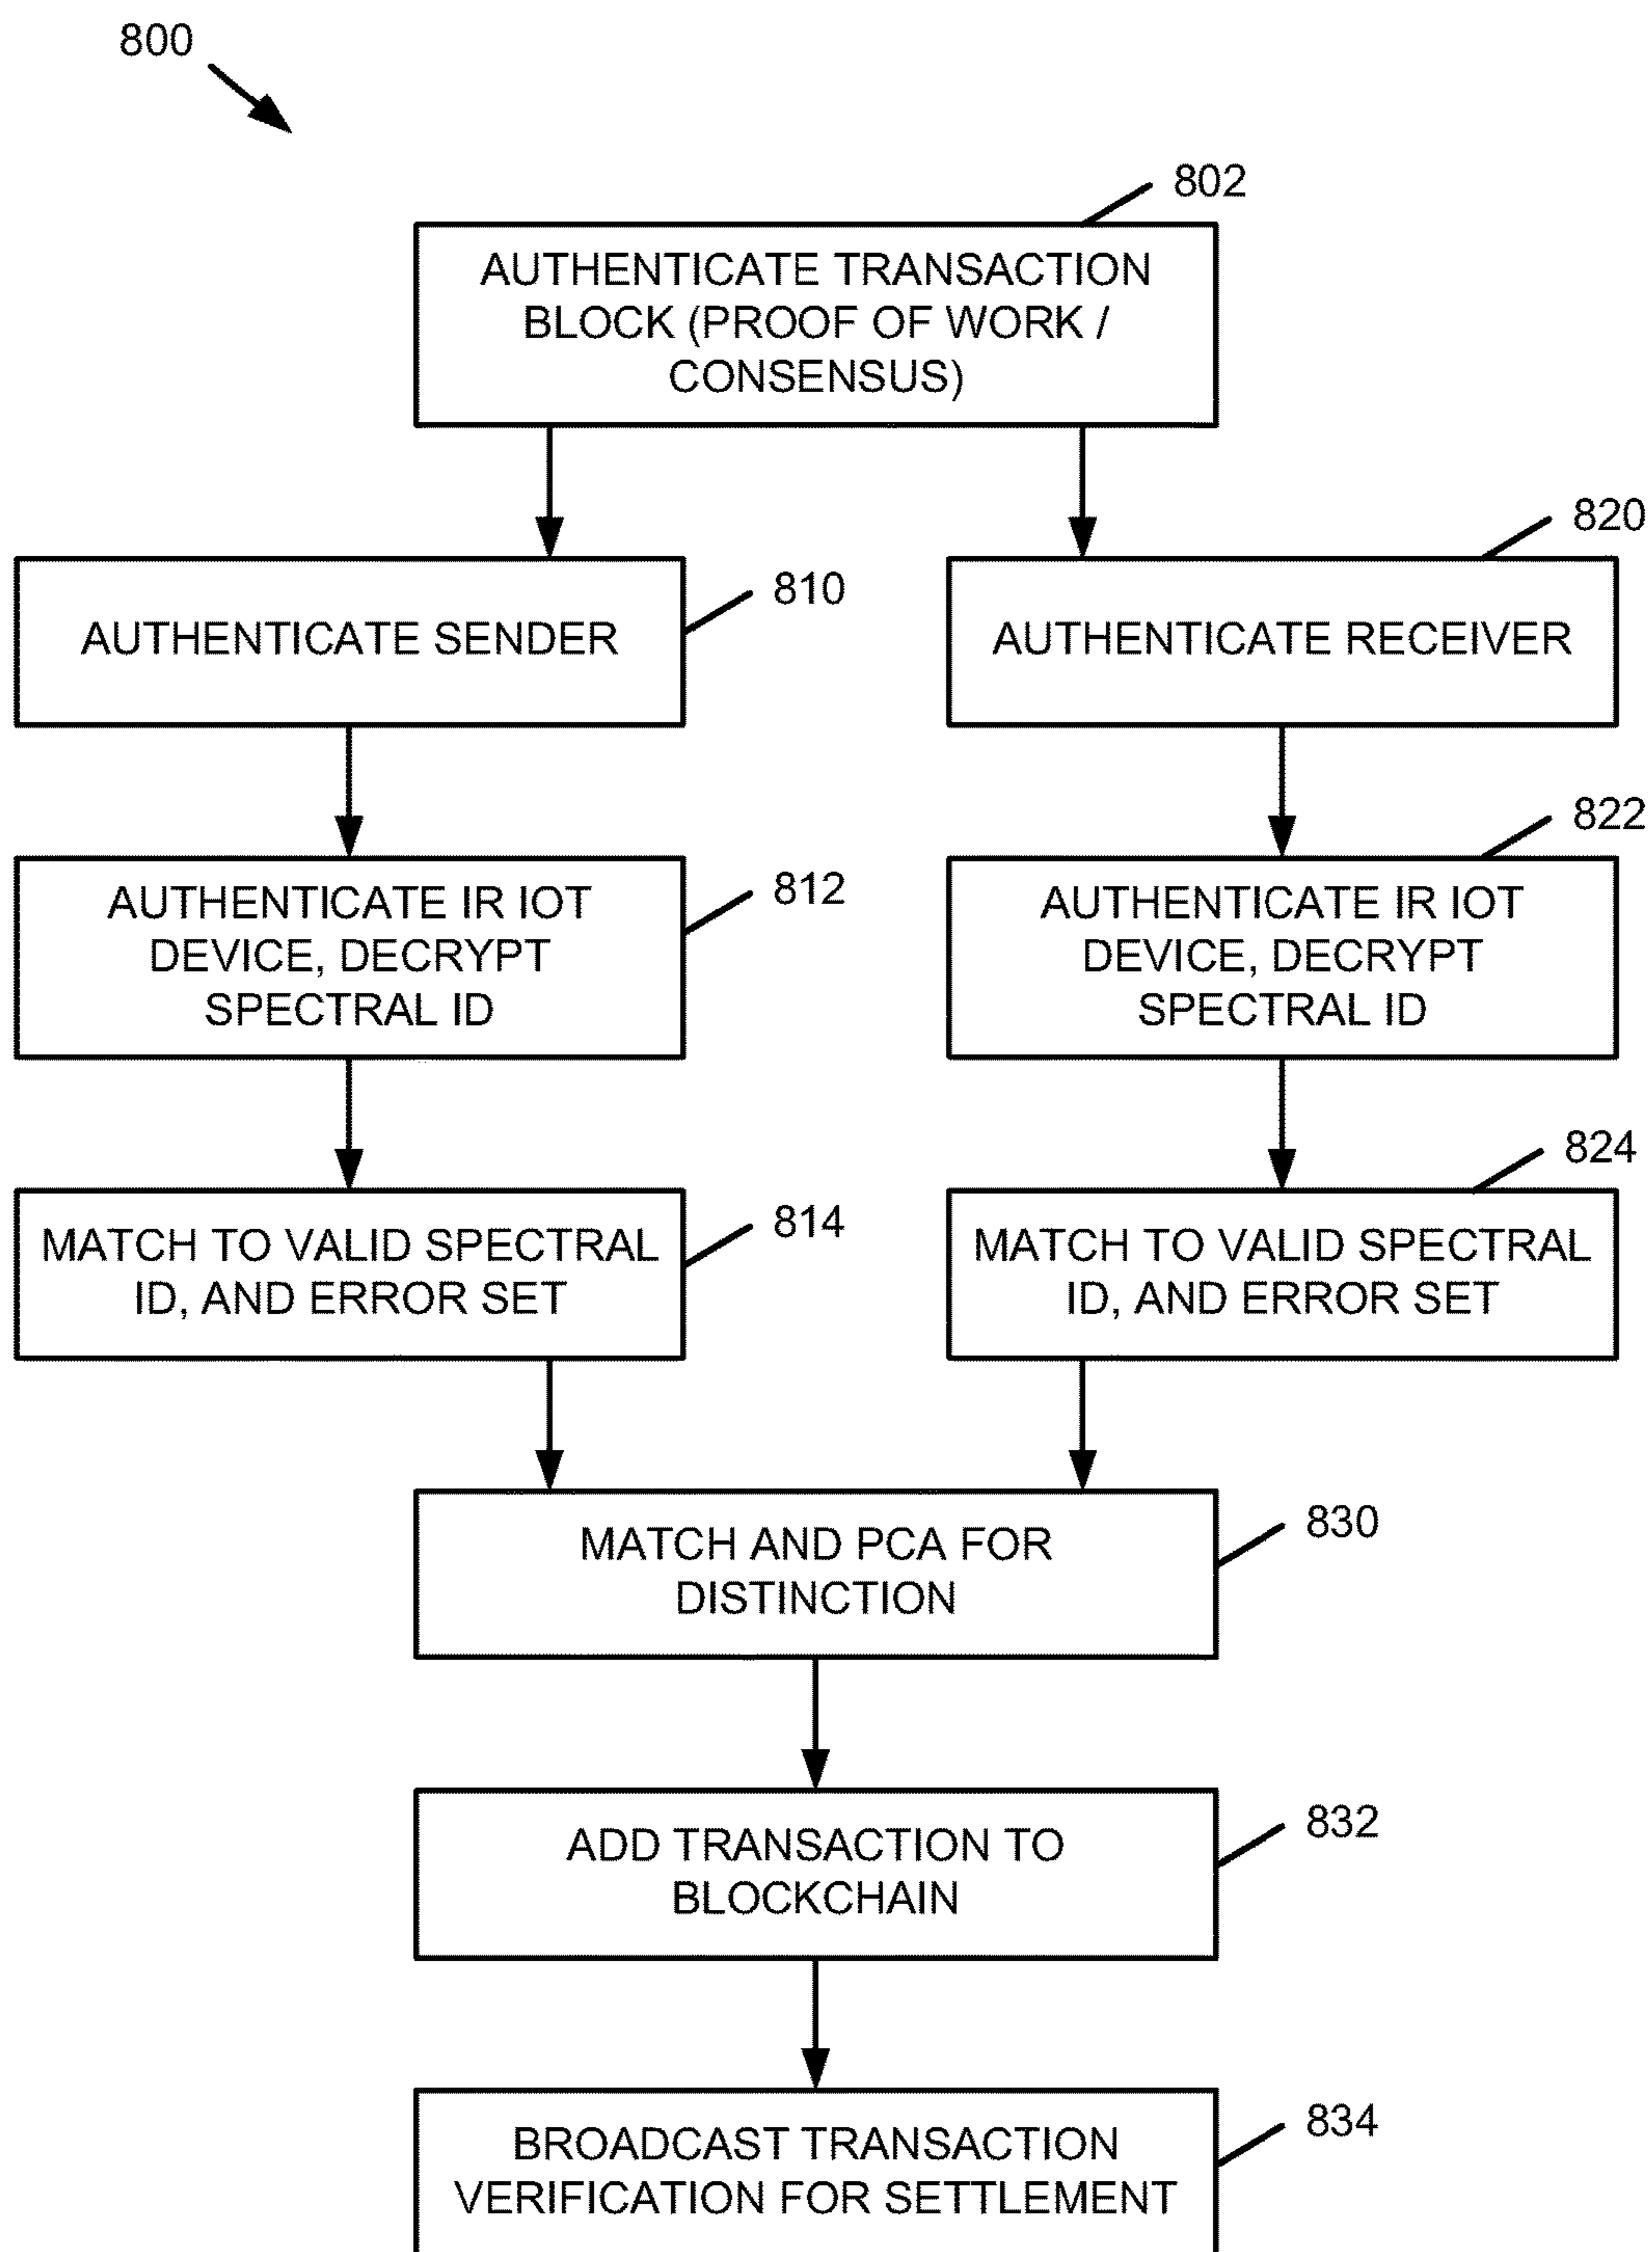 800
802
AUTHENTICATE TRANSACTION
BLOCK (PROOF OF WORK /
CONSENSUS)
810
AUTHENTICATE SENDER
820
AUTHENTICATE RECEIVER
812
AUTHENTICATE IR IOT
DEVICE, DECRYPT
SPECTRAL ID
822
AUTHENTICATE IR IOT
DEVICE, DECRYPT
SPECTRAL ID
814
MATCH TO VALID SPECTRAL
ID, AND ERROR SET
824
MATCH TO VALID SPECTRAL
ID, AND ERROR SET
830
MATCH AND PCA FOR
DISTINCTION
832
ADD TRANSACTION TO
BLOCKCHAIN
834
BROADCAST TRANSACTION
VERIFICATION FOR SETTLEMENT